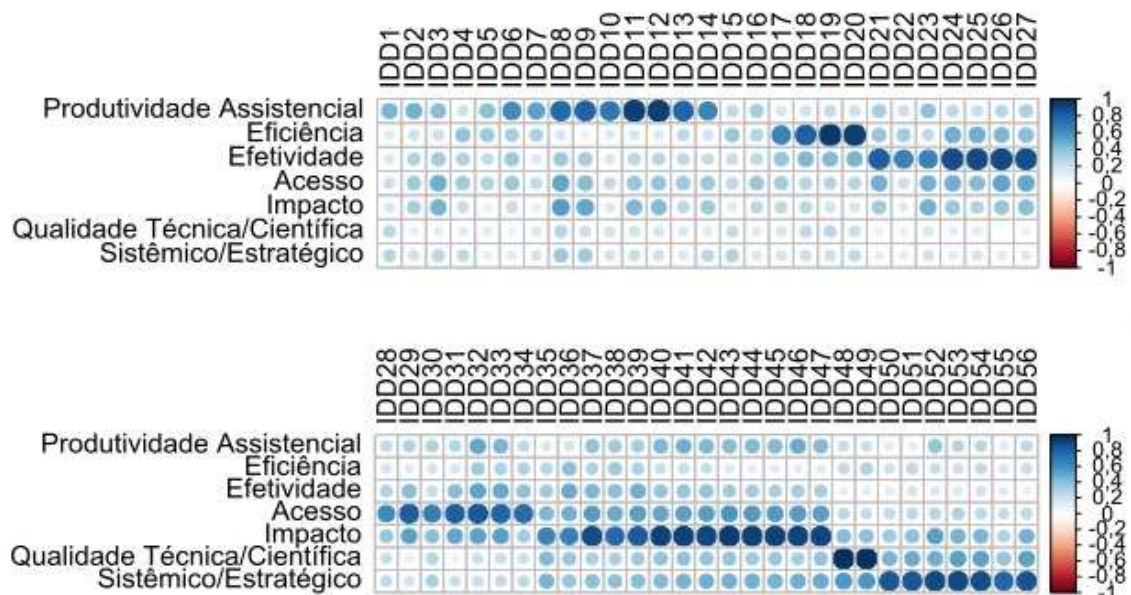 IDD1 IDD2 IDD3 IDD4 IDD5 IDD6 IDD7 IDD8 IDD9 IDD10 IDD11 IDD12 IDD13 IDD14 IDD15 IDD16 IDD17 IDD18 IDD19 IDD20 IDD21 IDD22 IDD23 IDD24 IDD25 IDD26 IDD27
Produtividade Assistencial
Eficiência
Efetividade
Acesso
Impacto
Qualidade Técnica/Científica
Sistêmico/Estratégico
1
0,8
0,6
0,4
0,2
0
-0,2
-0,4
-0,6
-0,8
-1
IDD28 IDD29 IDD30 IDD31 IDD32 IDD33 IDD34 IDD35 IDD36 IDD37 IDD38 IDD39 IDD40 IDD41 IDD42 IDD43 IDD44 IDD45 IDD46 IDD47 IDD48 IDD49 IDD50 IDD51 IDD52 IDD53 IDD54 IDD55 IDD56
Produtividade Assistencial
Eficiência
Efetividade
Acesso
Impacto
Qualidade Técnica/Científica
Sistêmico/Estratégico
1
0,8
0,6
0,4
0,2
0
-0,2
-0,4
-0,6
-0,8
-1